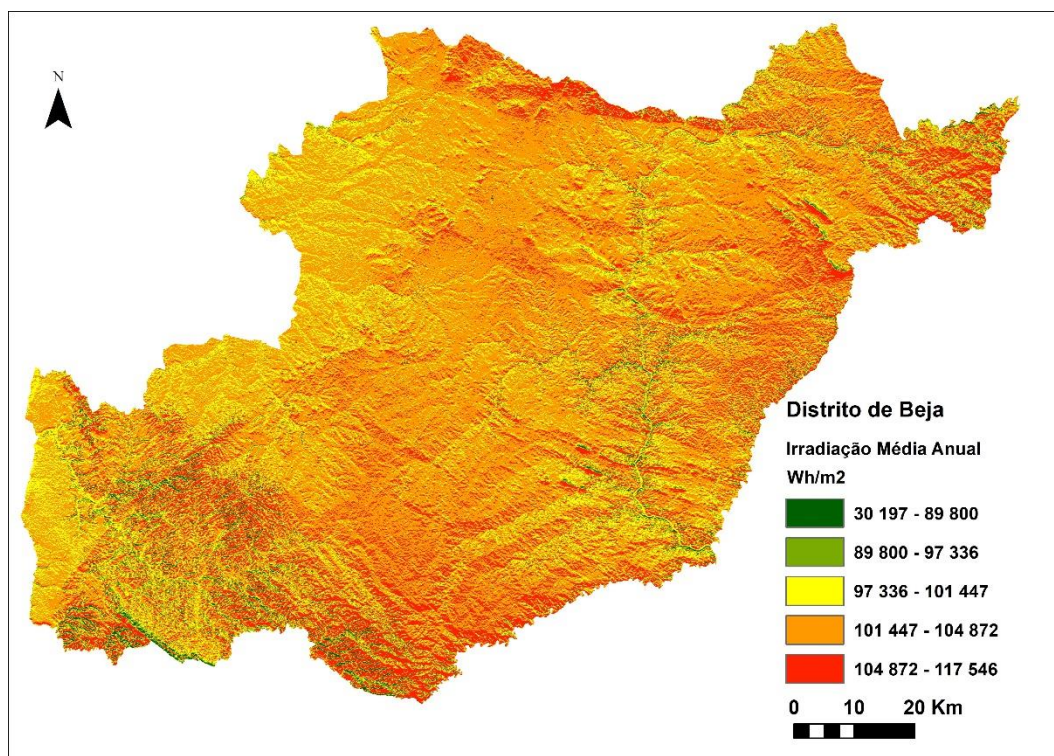 N
Distrito de Beja
Irradiação Média Anual
Wh/m2
30 197 - 89 800
89 800 - 97 336
97 336 - 101 447
101 447 - 104 872
104 872 - 117 546
0 10 20 Km